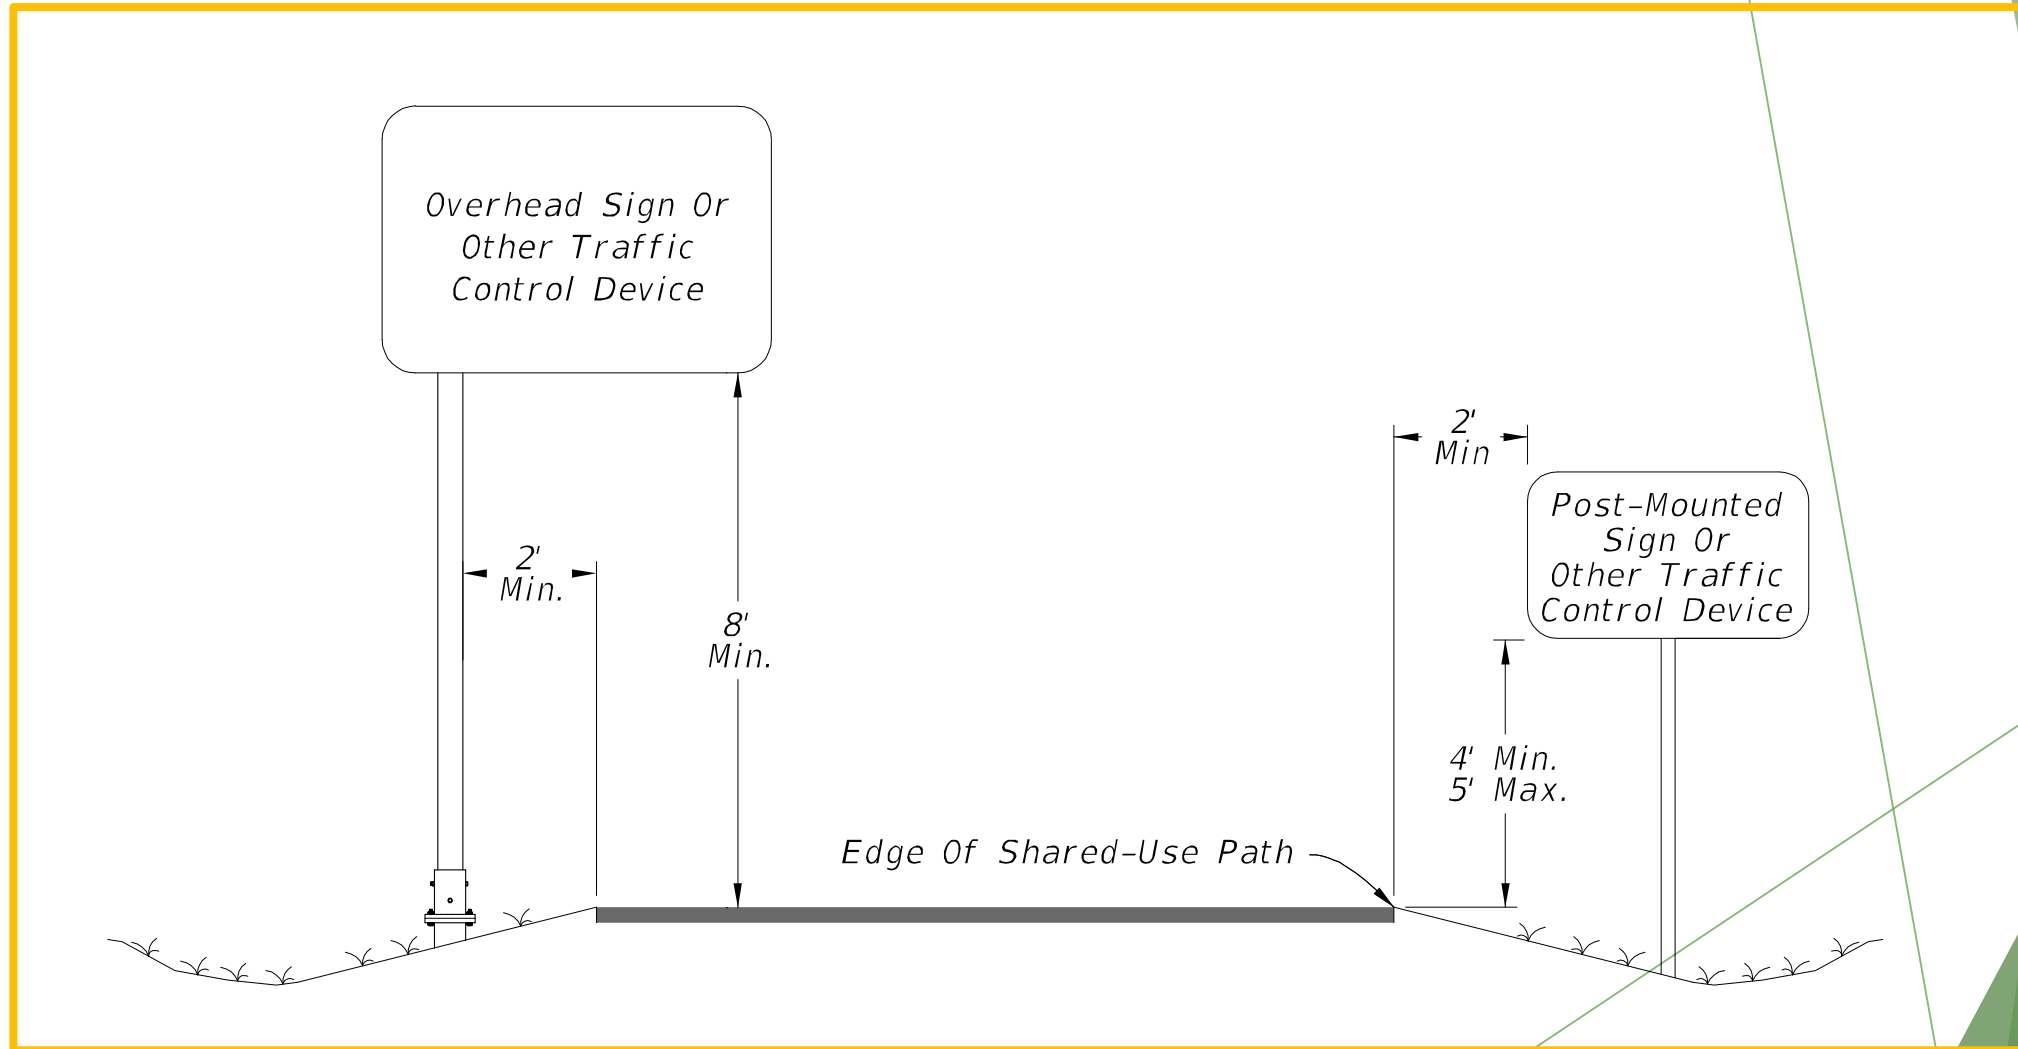 Overhead Sign Or
Other Traffic
Control Device
2'
Min.
8'
Min.
2'
Min
Post-Mounted
Sign Or
Other Traffic
Control Device
4' Min.
5' Max.
Edge Of Shared-Use Path